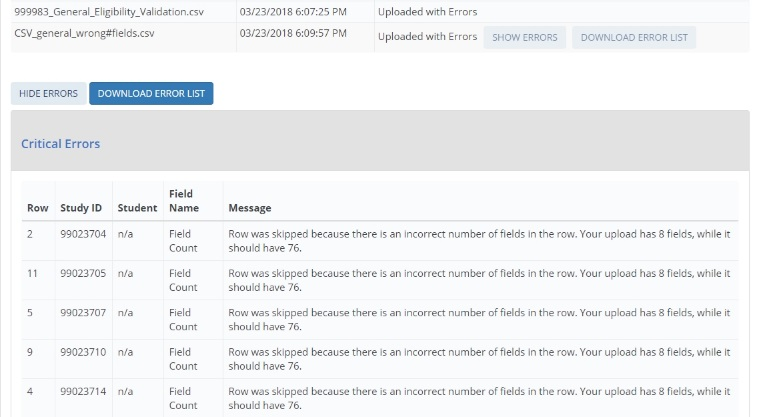 999983_General_Eligibility_Validation.csv 03/23/2018 6:07:25 PM Uploaded with Errors
CSV_general_wrong#fields.csv 03/23/2018 6:09:57 PM Uploaded with Errors SHOW ERRORS DOWNLOAD ERROR LIST
HIDE ERRORS DOWNLOAD ERROR LIST
Critical Errors
Field
Row Study ID Student Name Message
2 99023704 n/a Field Row was skipped because there is an incorrect number of fields in the row. Your upload has 8 fields, while it
Count should have 76.
11 99023705 n/a Field Row was skipped because there is an incorrect number of fields in the row. Your upload has 8 fields, while it
Count should have 76.
5 99023707 n/a Field Row was skipped because there is an incorrect number of fields in the row. Your upload has 8 fields, while it
Count should have 76.
9 99023710 n/a Field Row was skipped because there is an incorrect number of fields in the row. Your upload has 8 fields, while it
Count should have 76.
4 99023714 n/a Field Row was skipped because there is an incorrect number of fields in the row. Your upload has 8 fields, while it
Count should have 76.